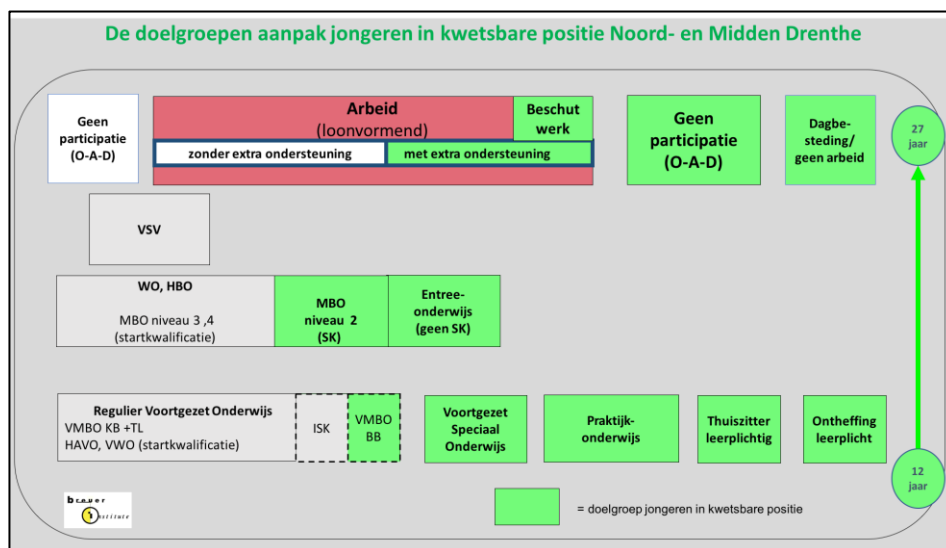 De doelgroepen aanpak jongeren in kwetsbare positie Noord- en Midden Drenthe
Geen
participatie
(O-A-D)
Arbeid
(loonvormend)
Beschut
werk
zonder extra ondersteuning
met extra ondersteuning
Geen
participatie
(O-A-D)
Dagbe-
steding/
geen arbeid
27
jaar
VSV
WO, HBO
MBO niveau 3 ,4
(startkwalificatie)
MBO
niveau 2
(SK)
Entree-
onderwijs
(geen SK)
Regulier Voortgezet Onderwijs
VMBO KB +TL
HAVO, VWO (startkwalificatie)
ISK
VMBO
BB
Voortgezet
Speciaal
Onderwijs
Praktijk-
onderwijs
Thuiszitter
leerplichtig
Ontheffing
leerplicht
12
jaar
= doelgroep jongeren in kwetsbare positie